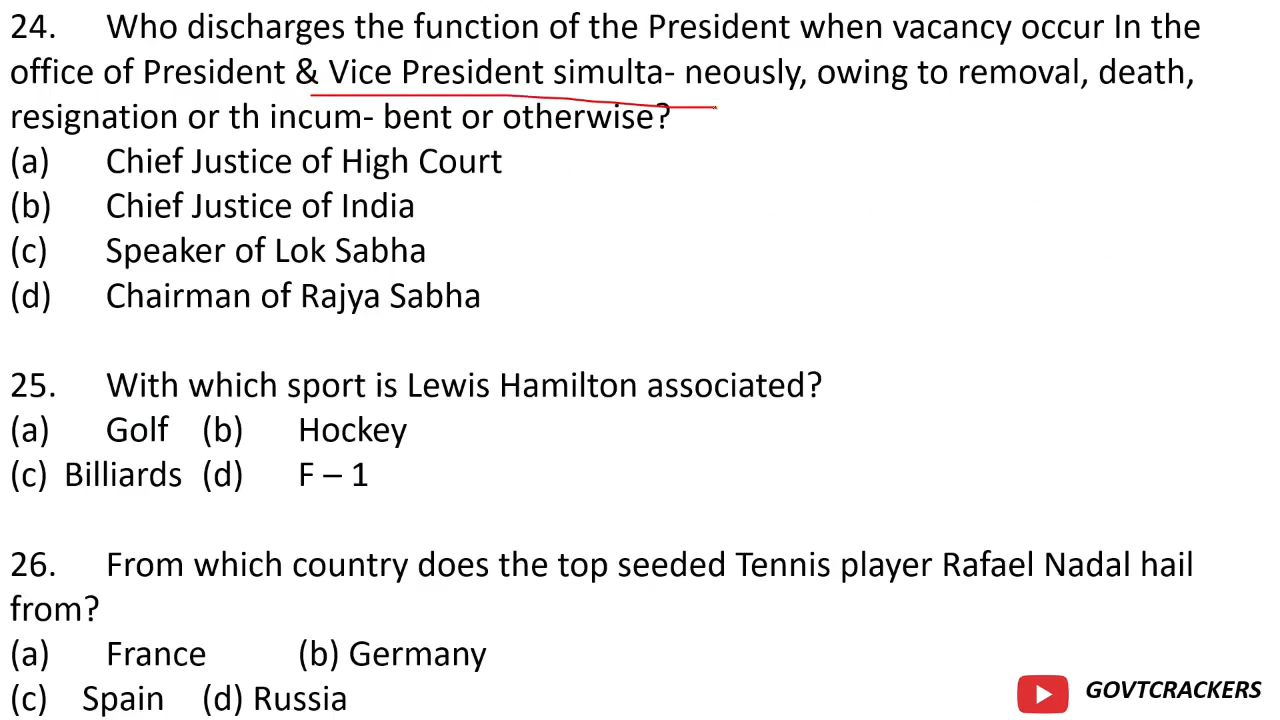 24. Who discharges the function of the President when vacancy occur In the
office of President & Vice President simulta- neously, owing to removal, death,
resignation or th incum- bent or otherwise?
(a) Chief Justice of High Court
(b) Chief Justice of India
(c) Speaker of Lok Sabha
(d) Chairman of Rajya Sabha
25. With which sport is Lewis Hamilton associated?
(a) Golf (b) Hockey
(c) Billiards (d) F – 1
26. From which country does the top seeded Tennis player Rafael Nadal hail
from?
(a) France (b) Germany
(c) Spain (d) Russia
GOVTCRACKERS